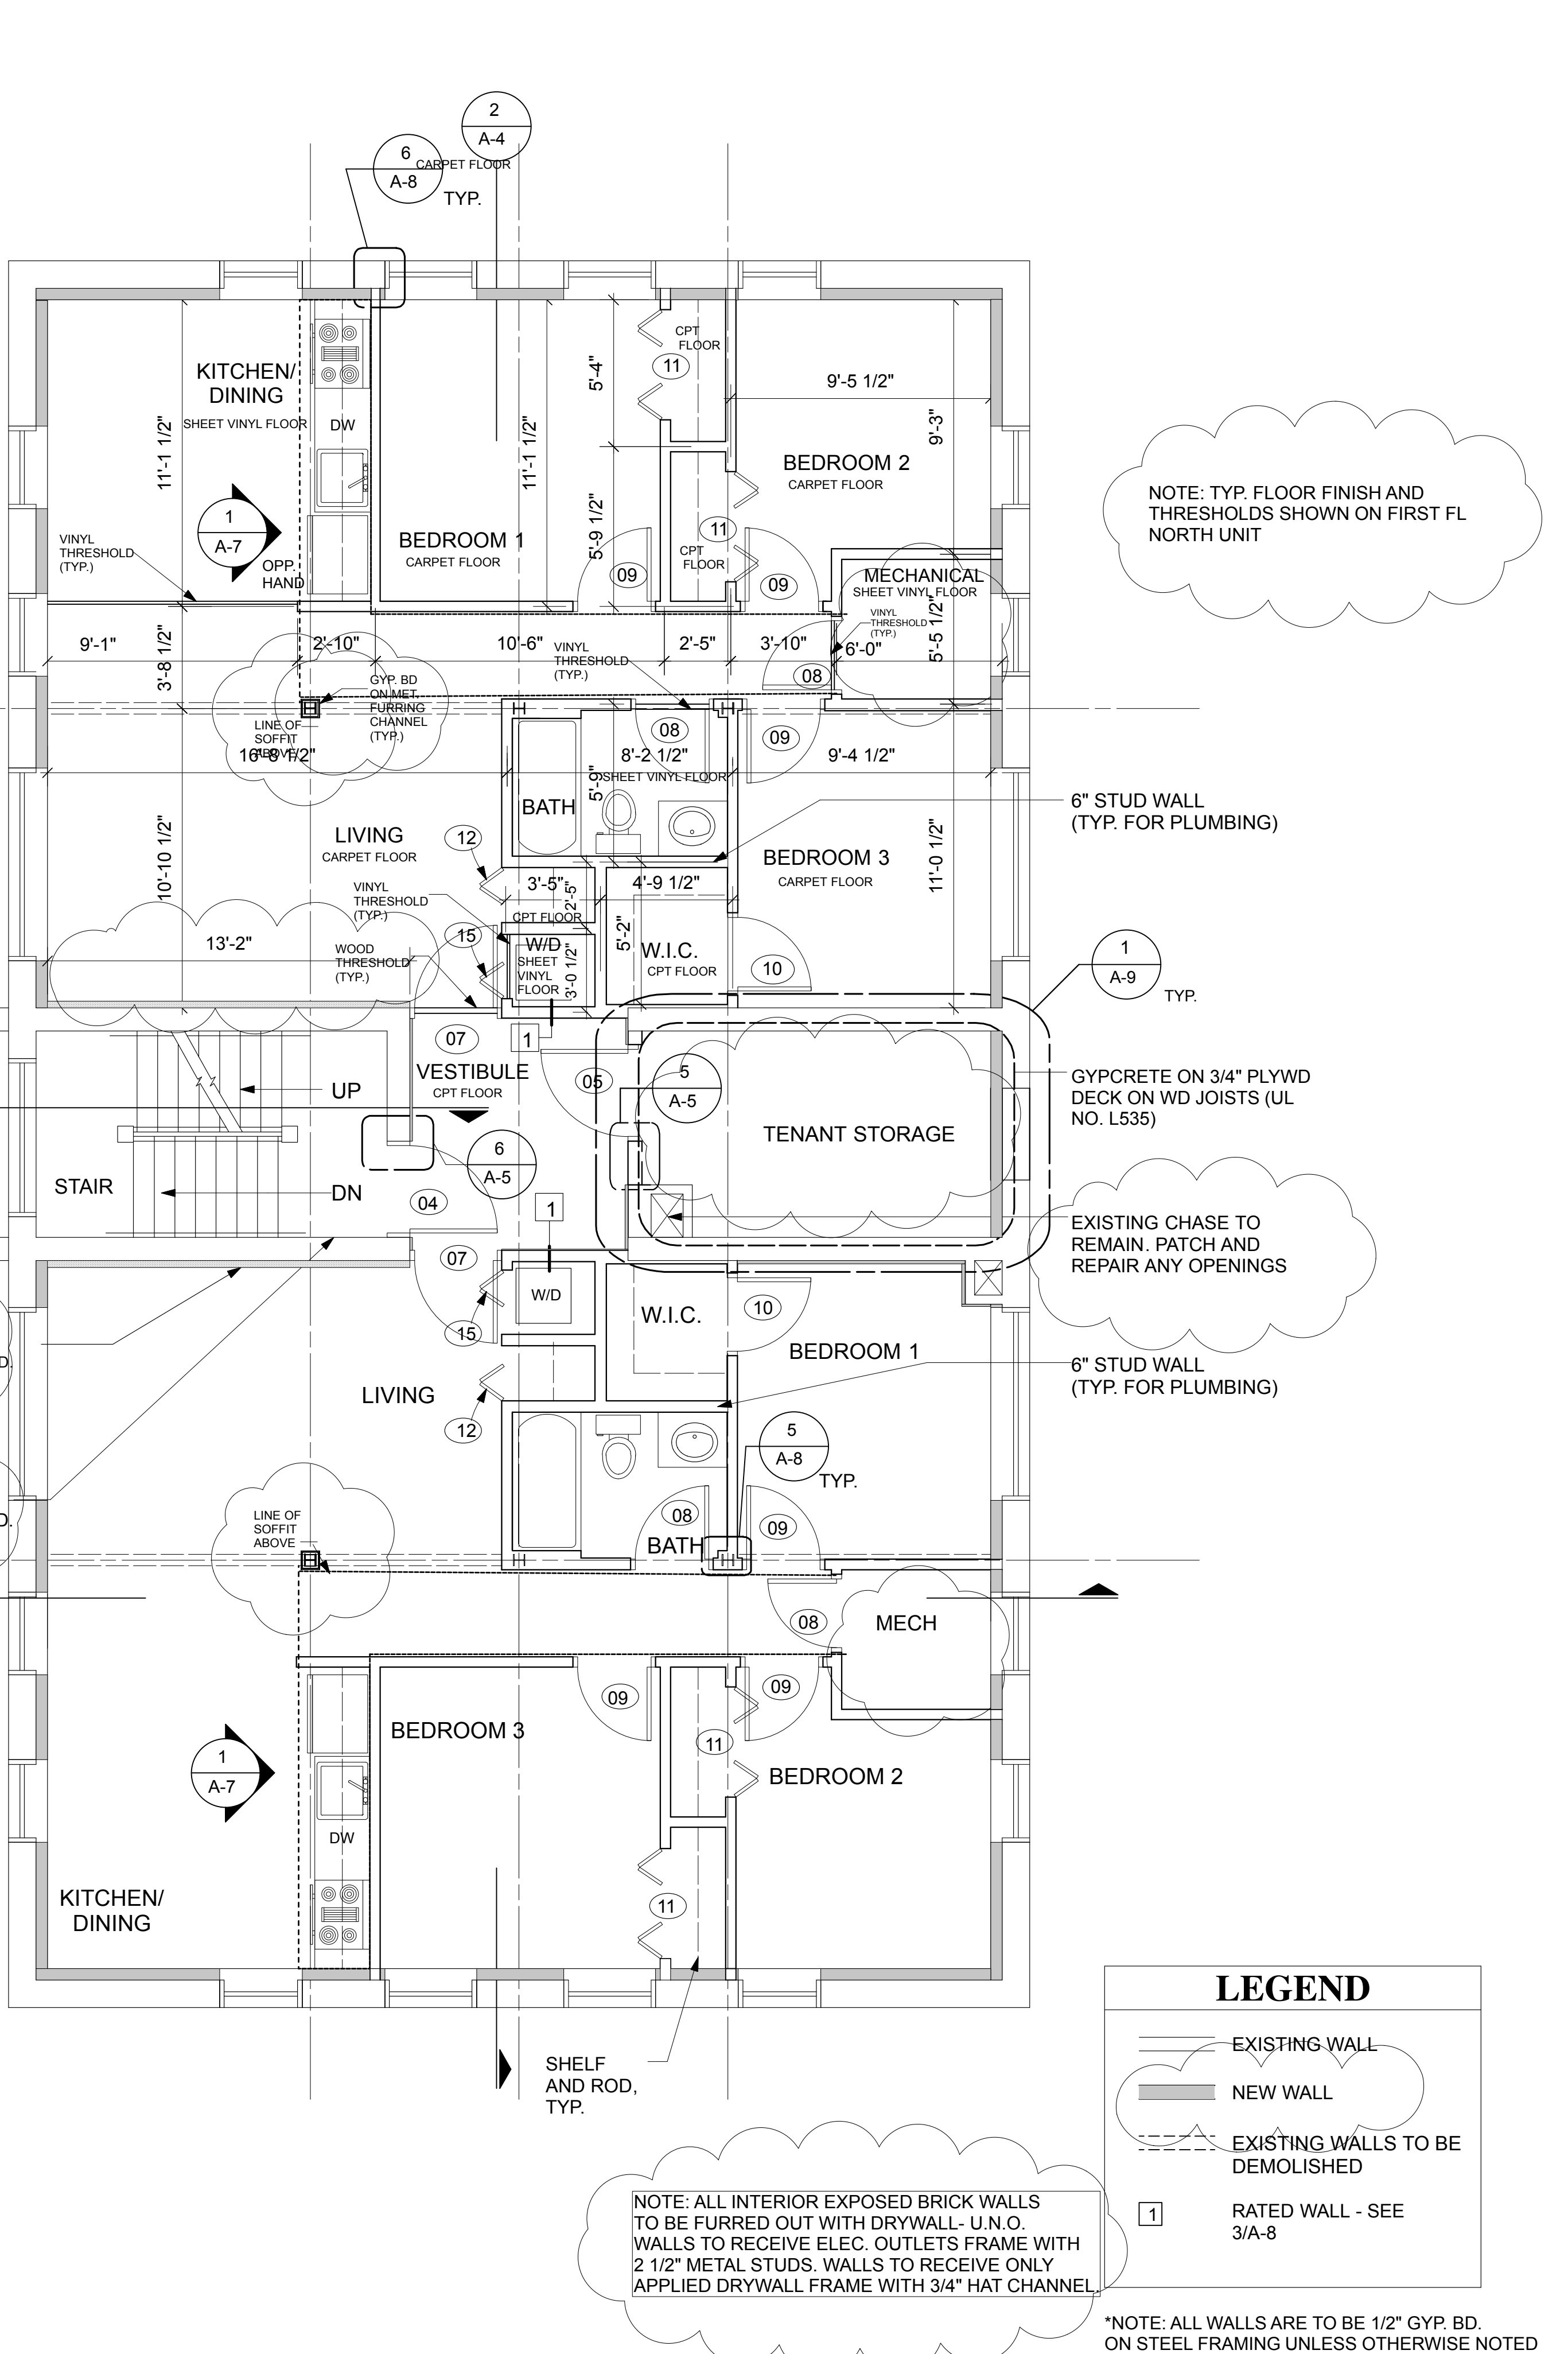 2
A-4
6
A-8
CARPET FLOOR
TYP.
KITCHEN/
DINING
SHEET VINYL FLOOR
DW
11'-1 1/2"
11'-1 1/2"
5'-4"
CPT
FLOOR
11
9'-5 1/2"
9'-3"
BEDROOM 2
CARPET FLOOR
NOTE: TYP. FLOOR FINISH AND
THRESHOLDS SHOWN ON FIRST FL
NORTH UNIT
1
A-7
OPP.
HAND
VINYL
THRESHOLD
(TYP.)
BEDROOM 1
CARPET FLOOR
5'-9 1/2"
11
CPT
FLOOR
09
09
MECHANICAL
SHEET VINYL FLOOR
VINYL
THRESHOLD
(TYP.)
5'-5 1/2"
9'-1"
3'-8 1/2"
2'-10"
10'-6"
VINYL
THRESHOLD
(TYP.)
2'-5"
3'-10"
6'-0"
08
GYP. BD
ON MET.
FURRING
CHANNEL
(TYP.)
LINE OF
SOFFIT
ABOVE
16'-8 1/2"
08
09
8'-2 1/2"
9'-4 1/2"
SHEET VINYL FLOOR
5'-9"
BATH
6" STUD WALL
(TYP. FOR PLUMBING)
LIVING
CARPET FLOOR
12
10'-10 1/2"
BEDROOM 3
CARPET FLOOR
11'-0 1/2"
VINYL
THRESHOLD
(TYP.)
3'-5"
2'-5"
4'-9 1/2"
CPT FLOOR
13'-2"
15
WOOD
THRESHOLD
(TYP.)
W/D
SHEET
VINYL
FLOOR
3'-0 1/2"
5'-2"
W.I.C.
CPT FLOOR
10
1
A-9
TYP.
07
1
VESTIBULE
CPT FLOOR
05
5
A-5
UP
GYPCRETE ON 3/4" PLYWD
DECK ON WD JOISTS (UL
NO. L535)
TENANT STORAGE
6
A-5
STAIR
DN
04
1
EXISTING CHASE TO
REMAIN. PATCH AND
REPAIR ANY OPENINGS
07
W/D
15
W.I.C.
10
BEDROOM 1
D.
6" STUD WALL
(TYP. FOR PLUMBING)
LIVING
12
5
A-8
TYP.
LINE OF
SOFFIT
ABOVE
D.
08
09
BATH
08
MECH
09
09
BEDROOM 3
11
1
A-7
BEDROOM 2
DW
KITCHEN/
DINING
11
SHELF
AND ROD,
TYP.
LEGEND
EXISTING WALL
NEW WALL
EXISTING WALLS TO BE
DEMOLISHED
1
RATED WALL - SEE
3/A-8
NOTE: ALL INTERIOR EXPOSED BRICK WALLS
TO BE FURRED OUT WITH DRYWALL- U.N.O.
WALLS TO RECEIVE ELEC. OUTLETS FRAME WITH
2 1/2" METAL STUDS. WALLS TO RECEIVE ONLY
APPLIED DRYWALL FRAME WITH 3/4" HAT CHANNEL.
*NOTE: ALL WALLS ARE TO BE 1/2" GYP. BD.
ON STEEL FRAMING UNLESS OTHERWISE NOTED